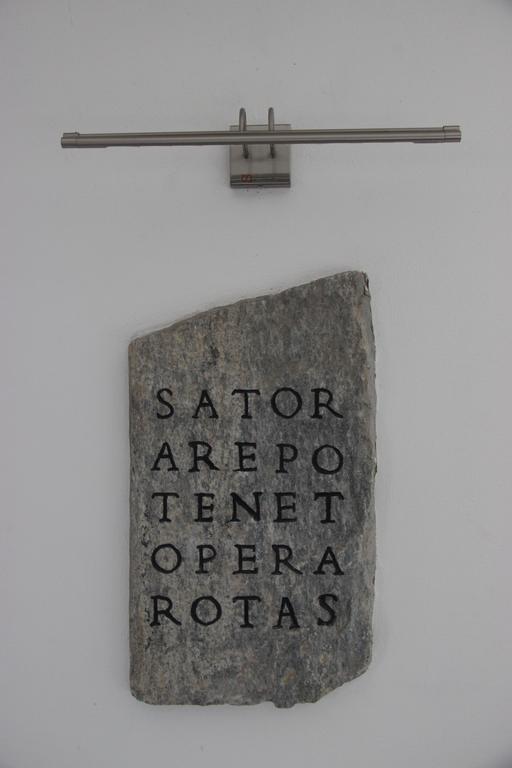 SATOR
AREPO
TENET
OPERA
ROTAS